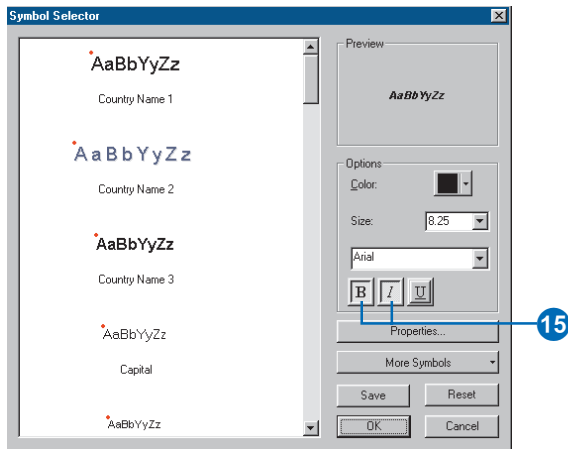 Symbol Selector
AaBbYyZz
Country Name 1
AaBbYyZz
Country Name 2
AaBbYyZz
Country Name 3
AaBbYyZz
Capital
AaBbYyZz
Preview
AaBbYyZz
Options
Color:
Size: 8.25
Arial
B I U
15
Properties...
More Symbols
Save Reset
OK Cancel